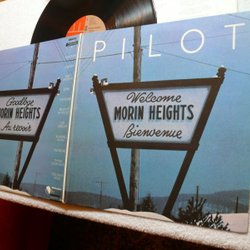 PILOT
Goodbye
MORIN HEIGHTS
Au revoir
Welcome
MORIN HEIGHTS
Bienvenue